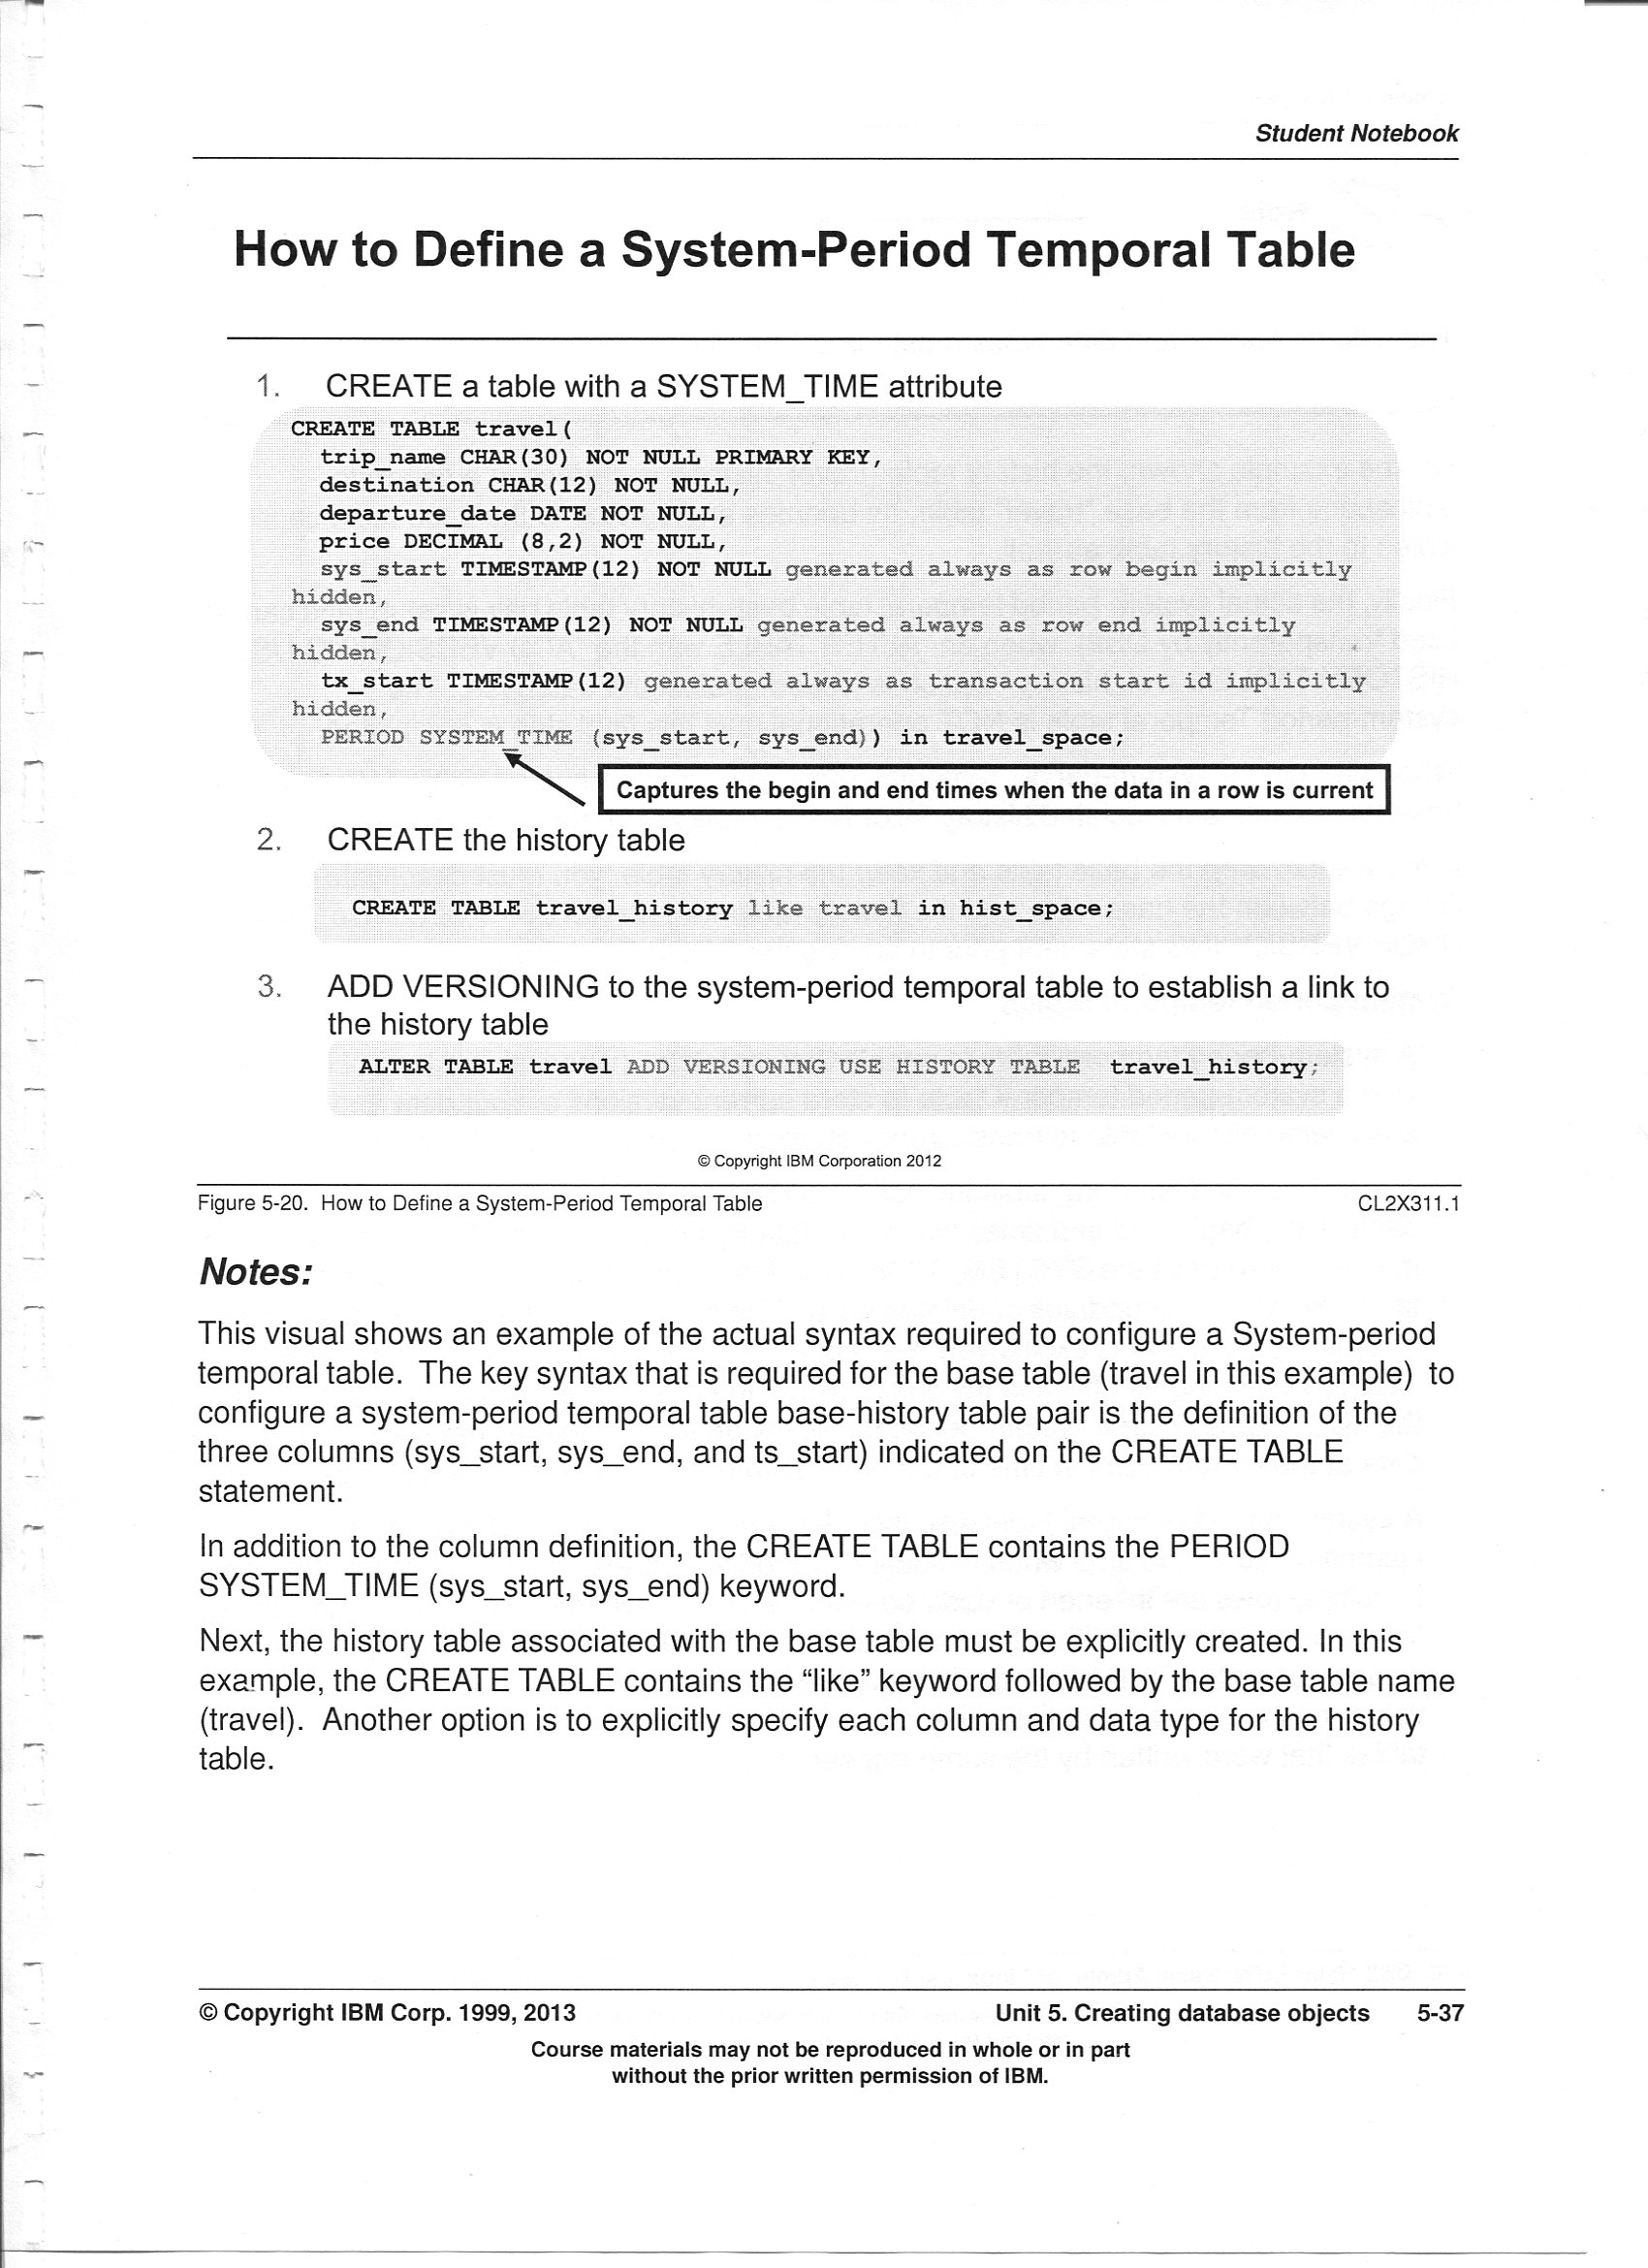 Student Notebook
How to Define a System-Period Temporal Table
1. CREATE a table with a SYSTEM_TIME attribute
CREATE TABLE travel(
trip_name CHAR(30) NOT NULL PRIMARY KEY,
destination CHAR(12) NOT NULL,
departure_date DATE NOT NULL,
price DECIMAL (8,2) NOT NULL,
sys_start TIMESTAMP(12) NOT NULL generated always as row begin implicitly
hidden,
sys_end TIMESTAMP(12) NOT NULL generated always as row end implicitly
hidden,
tx_start TIMESTAMP(12) generated always as transaction start id implicitly
hidden,
PERIOD SYSTEM_TIME (sys_start, sys_end)) in travel_space;
Captures the begin and end times when the data in a row is current
2. CREATE the history table
CREATE TABLE travel_history like travel in hist_space;
3. ADD VERSIONING to the system-period temporal table to establish a link to
the history table
ALTER TABLE travel ADD VERSIONING USE HISTORY TABLE travel_history;
© Copyright IBM Corporation 2012
Figure 5-20. How to Define a System-Period Temporal Table CL2X311.1
Notes:
This visual shows an example of the actual syntax required to configure a System-period
temporal table. The key syntax that is required for the base table (travel in this example) to
configure a system-period temporal table base-history table pair is the definition of the
three columns (sys_start, sys_end, and ts_start) indicated on the CREATE TABLE
statement.
In addition to the column definition, the CREATE TABLE contains the PERIOD
SYSTEM_TIME (sys_start, sys_end) keyword.
Next, the history table associated with the base table must be explicitly created. In this
example, the CREATE TABLE contains the “like” keyword followed by the base table name
(travel). Another option is to explicitly specify each column and data type for the history
table.
© Copyright IBM Corp. 1999, 2013 Unit 5. Creating database objects 5-37
Course materials may not be reproduced in whole or in part
without the prior written permission of IBM.